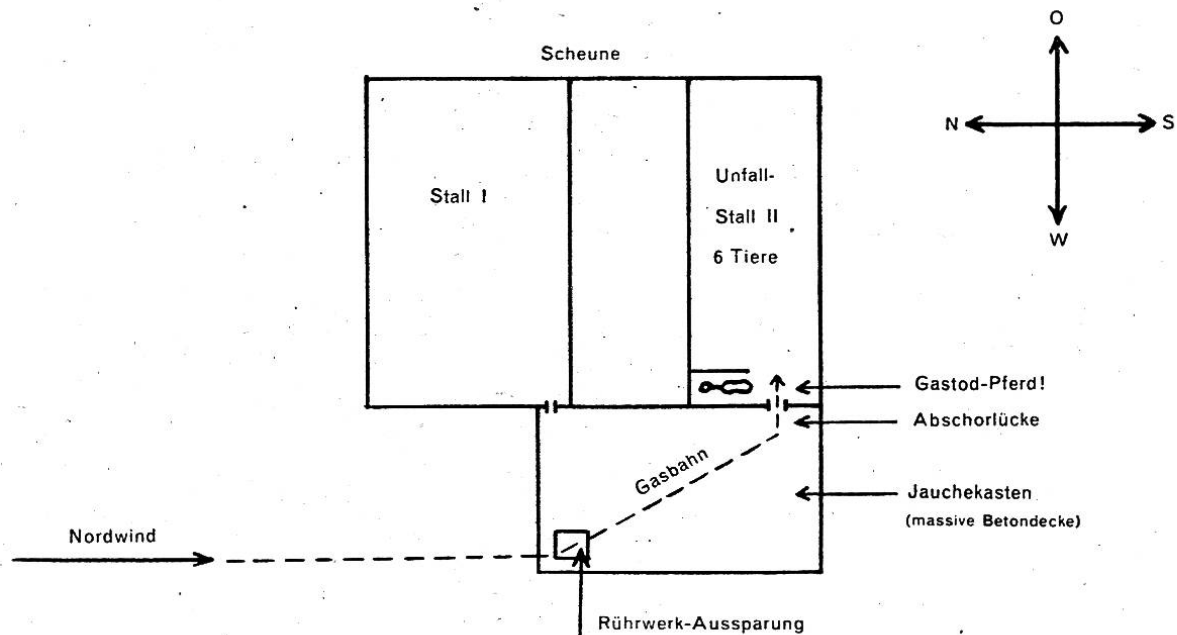 O
Scheune
N
S
W
Stall I
Unfall-
Stall II
6 Tiere
Gastod-Pferd!
Abschorlücke
Gasbahn
Jauchekasten
(massive Betondecke)
Nordwind
Rührwerk-Aussparung